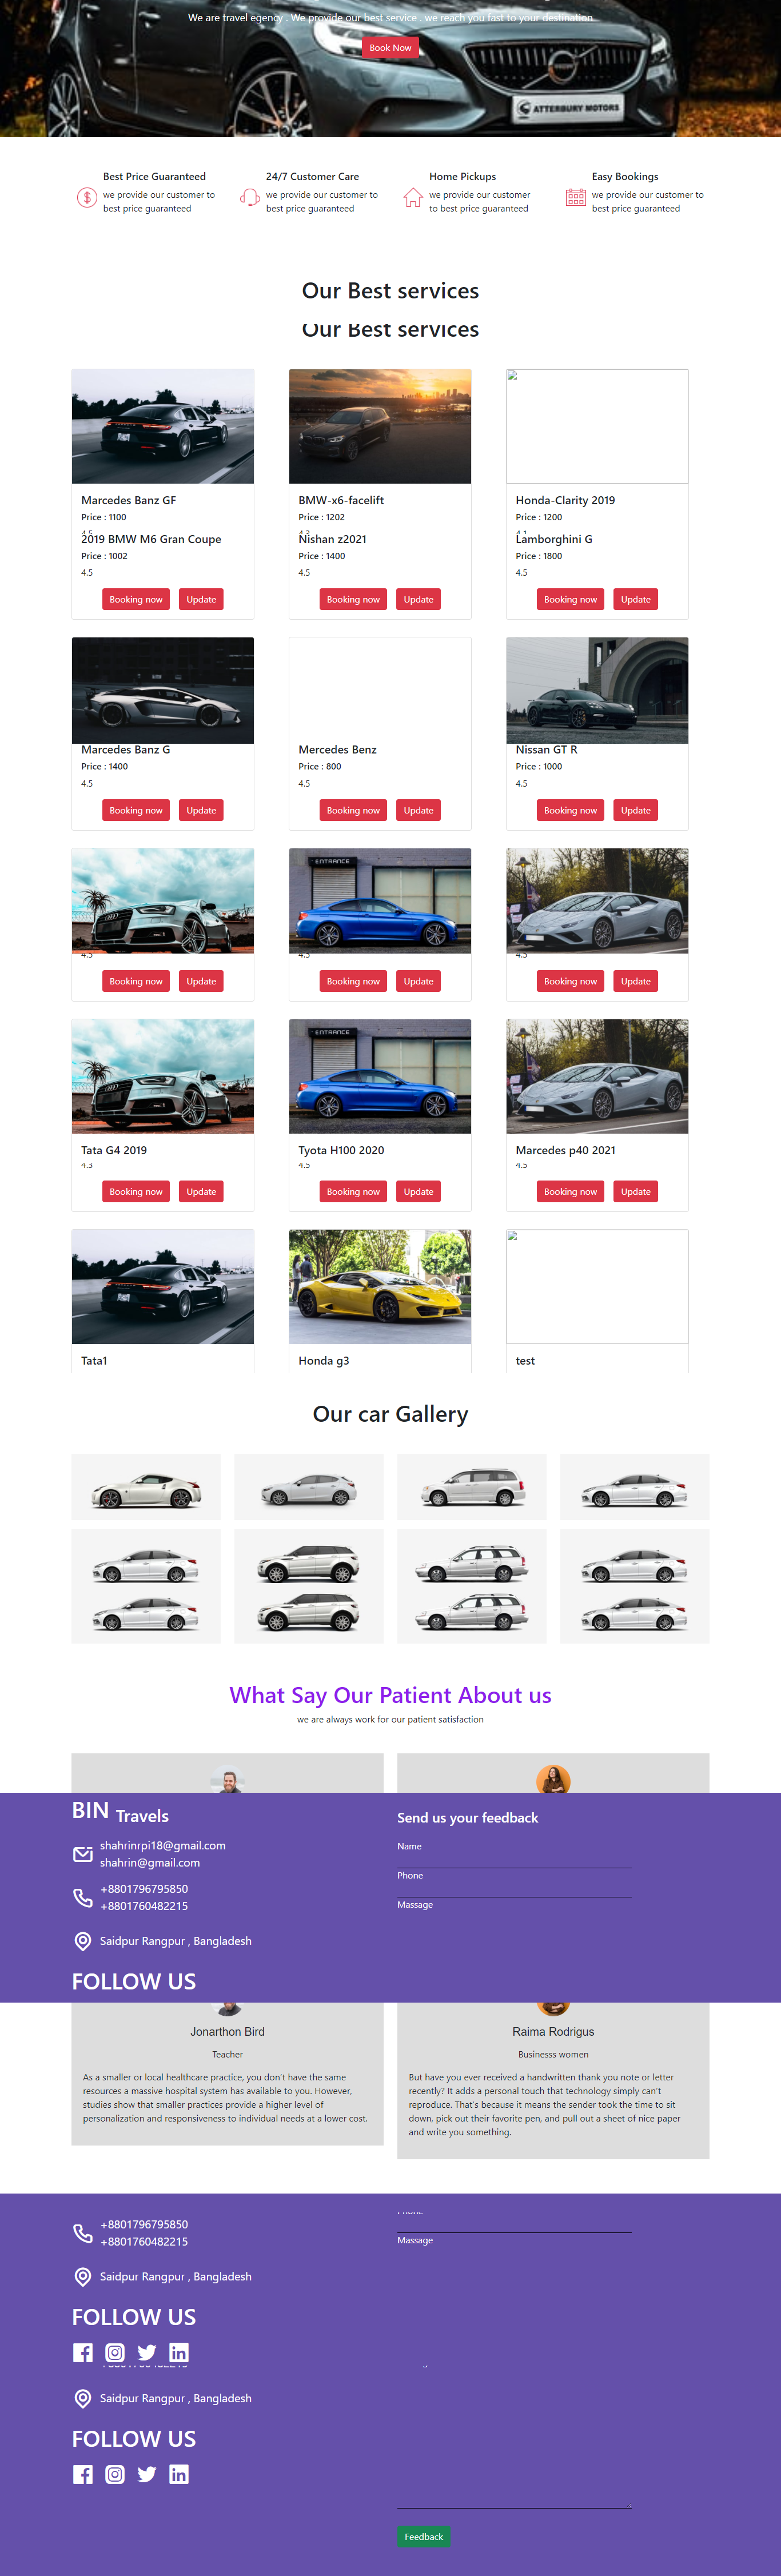 We are travel egency . We provide our best service . we reach you fast to your destination.
Book Now
ATTERBURY MOTORS
Best Price Guaranteed
we provide our customer to
best price guaranteed
24/7 Customer Care
we provide our customer to
best price guaranteed
Home Pickups
we provide our customer
to best price guaranteed
Easy Bookings
we provide our customer to
best price guaranteed
Our Best services
Our Best services
Marcedes Banz GF
Price : 1100
2019 BMW M6 Gran Coupe
Price : 1002
4.5
Booking now
Update
BMW-x6-facelift
Price : 1202
Nishan z2021
Price : 1400
4.5
Booking now
Update
Honda-Clarity 2019
Price : 1200
Lamborghini G
Price : 1800
4.5
Booking now
Update
Marcedes Banz G
Price : 1400
4.5
Booking now
Update
Mercedes Benz
Price : 800
4.5
Booking now
Update
Nissan GT R
Price : 1000
4.5
Booking now
Update
4.5
Booking now
Update
ENTRANCE
4.5
Booking now
Update
4.5
Booking now
Update
Tata G4 2019
4.3
Booking now
Update
ENTRANCE
Tyota H100 2020
4.5
Booking now
Update
Marcedes p40 2021
4.5
Booking now
Update
Tata1
Honda g3
test
Our car Gallery
What Say Our Patient About us
we are always work for our patient satisfaction
BIN Travels
shahrinrpi18@gmail.com
shahrin@gmail.com
+8801796795850
+8801760482215
Saidpur Rangpur , Bangladesh
FOLLOW US
Send us your feedback
Name
Phone
Massage
Jonarthon Bird
Teacher
As a smaller or local healthcare practice, you don't have the same
resources a massive hospital system has available to you. However,
studies show that smaller practices provide a higher level of
personalization and responsiveness to individual needs at a lower cost.
Raima Rodrigus
Businesss women
But have you ever received a handwritten thank you note or letter
recently? It adds a personal touch that technology simply can't
reproduce. That's because it means the sender took the time to sit
down, pick out their favorite pen, and pull out a sheet of nice paper
and write you something.
+8801796795850
+8801760482215
Saidpur Rangpur , Bangladesh
FOLLOW US
Phone
Massage
+8801760482215
Saidpur Rangpur , Bangladesh
FOLLOW US
Feedback